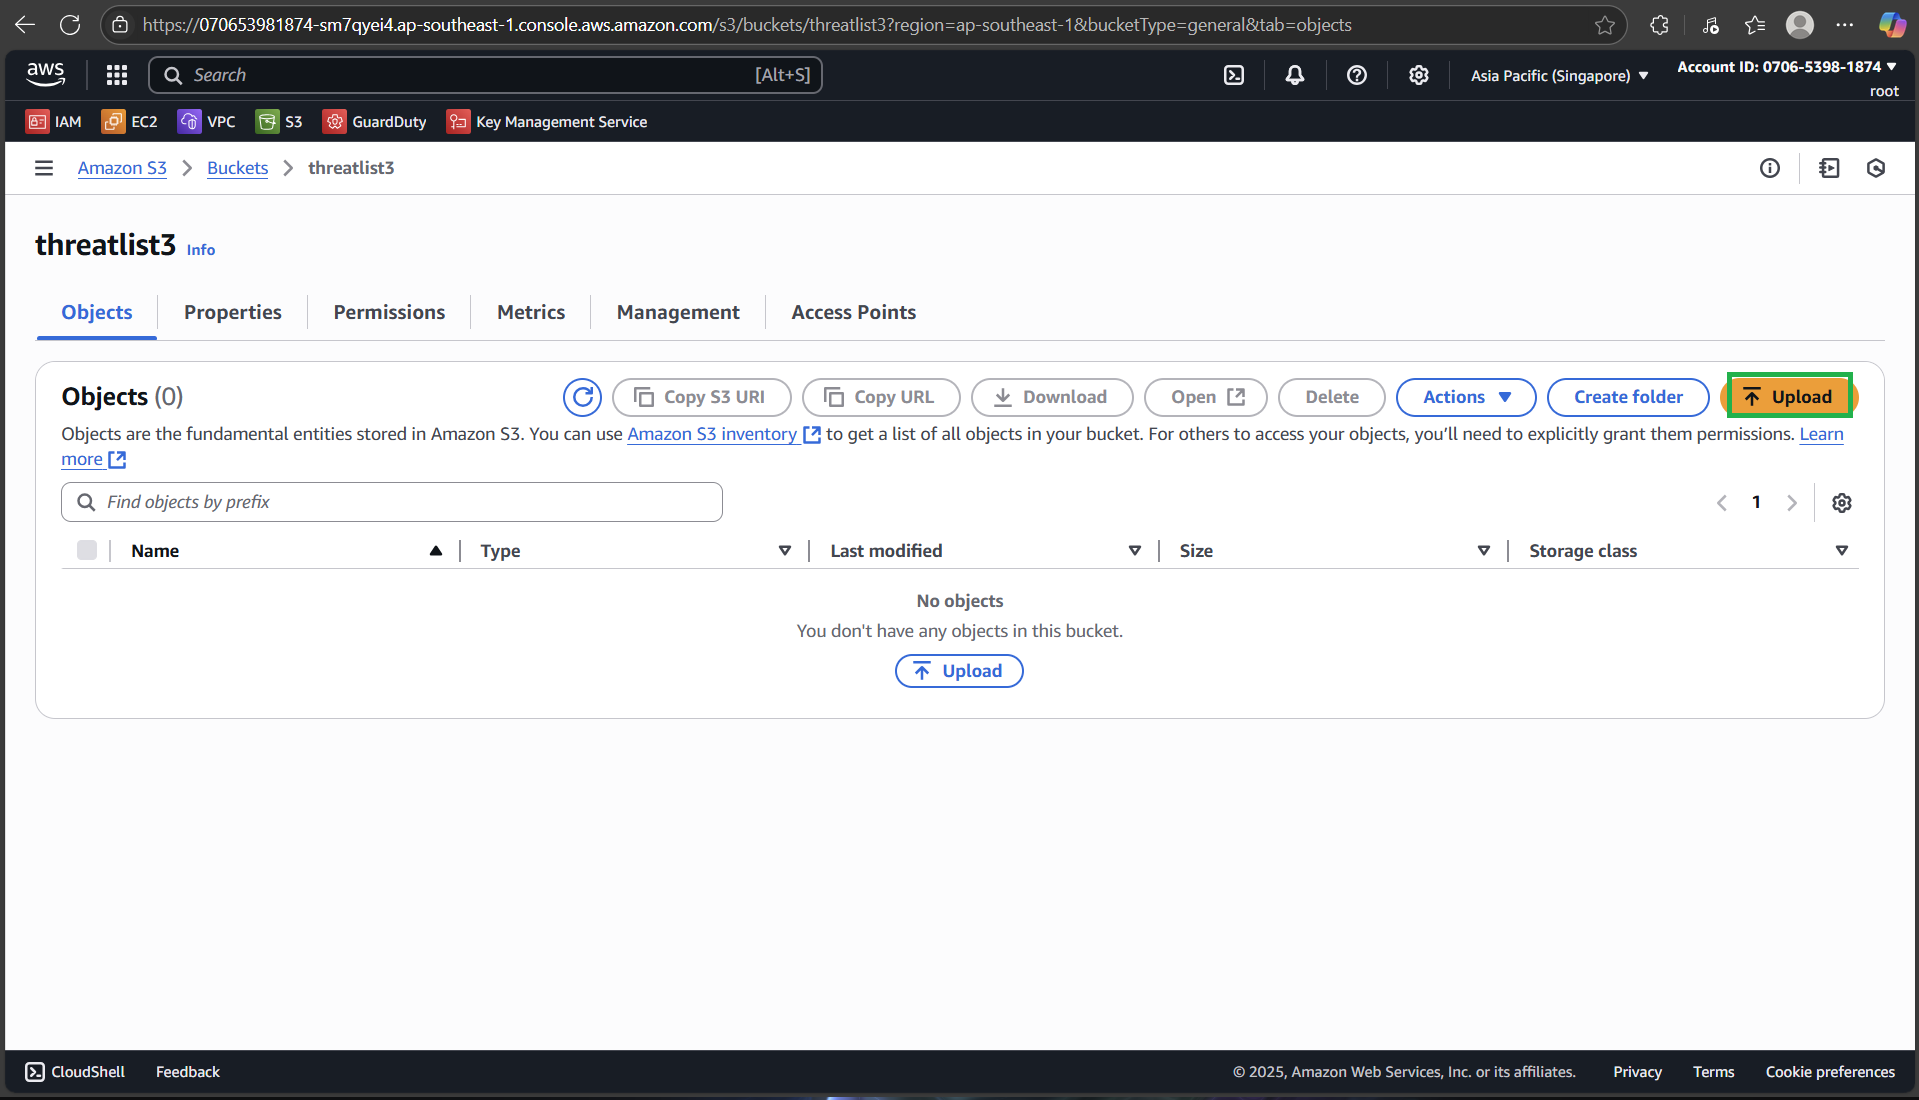 https://070653981874-sm7qyei4.ap-southeast-1.console.aws.amazon.com/s3/buckets/threatlist3?region=ap-southeast-1&bucketType=general&tab=objects
aws
Search [Alt+S]
Asia Pacific (Singapore)
Account ID: 0706-5398-1874
root
IAM EC2 VPC S3 GuardDuty Key Management Service
Amazon S3 Buckets threatlist3
threatlist3 Info
Objects Properties Permissions Metrics Management Access Points
Objects (0) Copy S3 URI Copy URL Download Open Delete Actions Create folder Upload
Objects are the fundamental entities stored in Amazon S3. You can use Amazon S3 inventory to get a list of all objects in your bucket. For others to access your objects, you’ll need to explicitly grant them permissions. Learn
more
Find objects by prefix
1
Name Type Last modified Size Storage class
No objects
You don't have any objects in this bucket.
Upload
CloudShell Feedback © 2025, Amazon Web Services, Inc. or its affiliates. Privacy Terms Cookie preferences